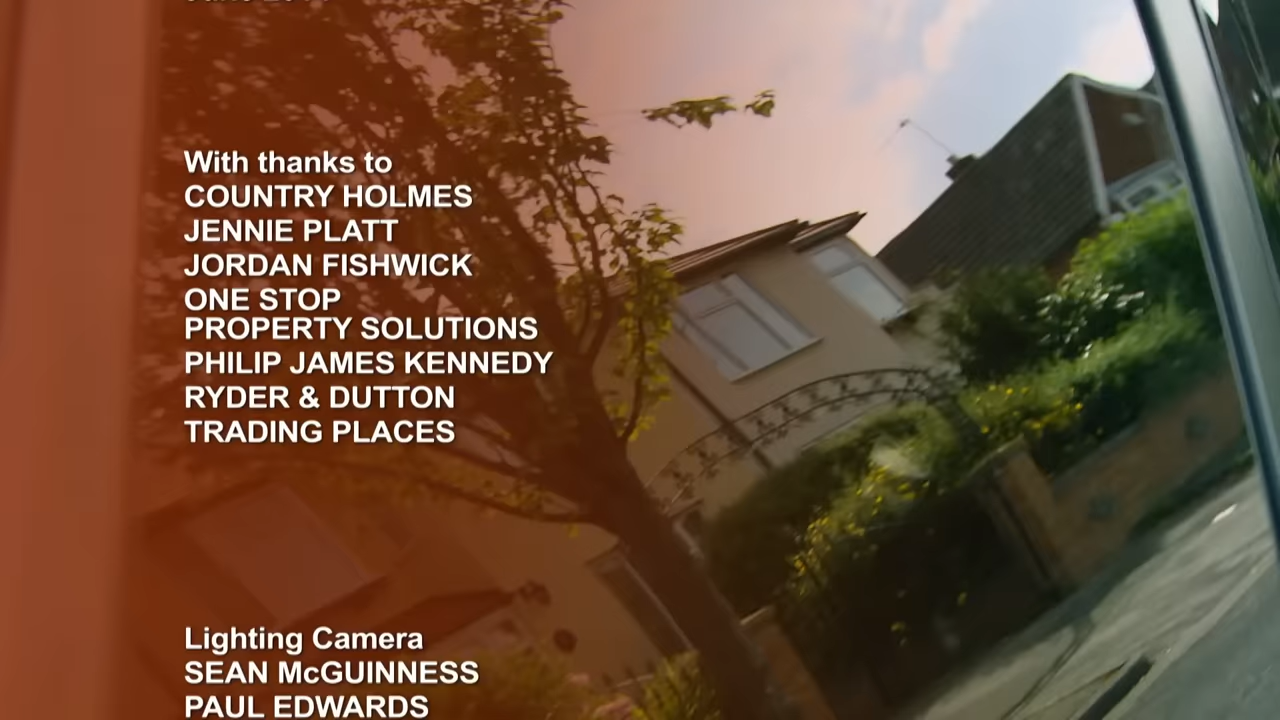 With thanks to
COUNTRY HOLMES
JENNIE PLATT
JORDAN FISHWICK
ONE STOP
PROPERTY SOLUTIONS
PHILIP JAMES KENNEDY
RYDER & DUTTON
TRADING PLACES
Lighting Camera
SEAN McGUINNESS
PAUL EDWARDS